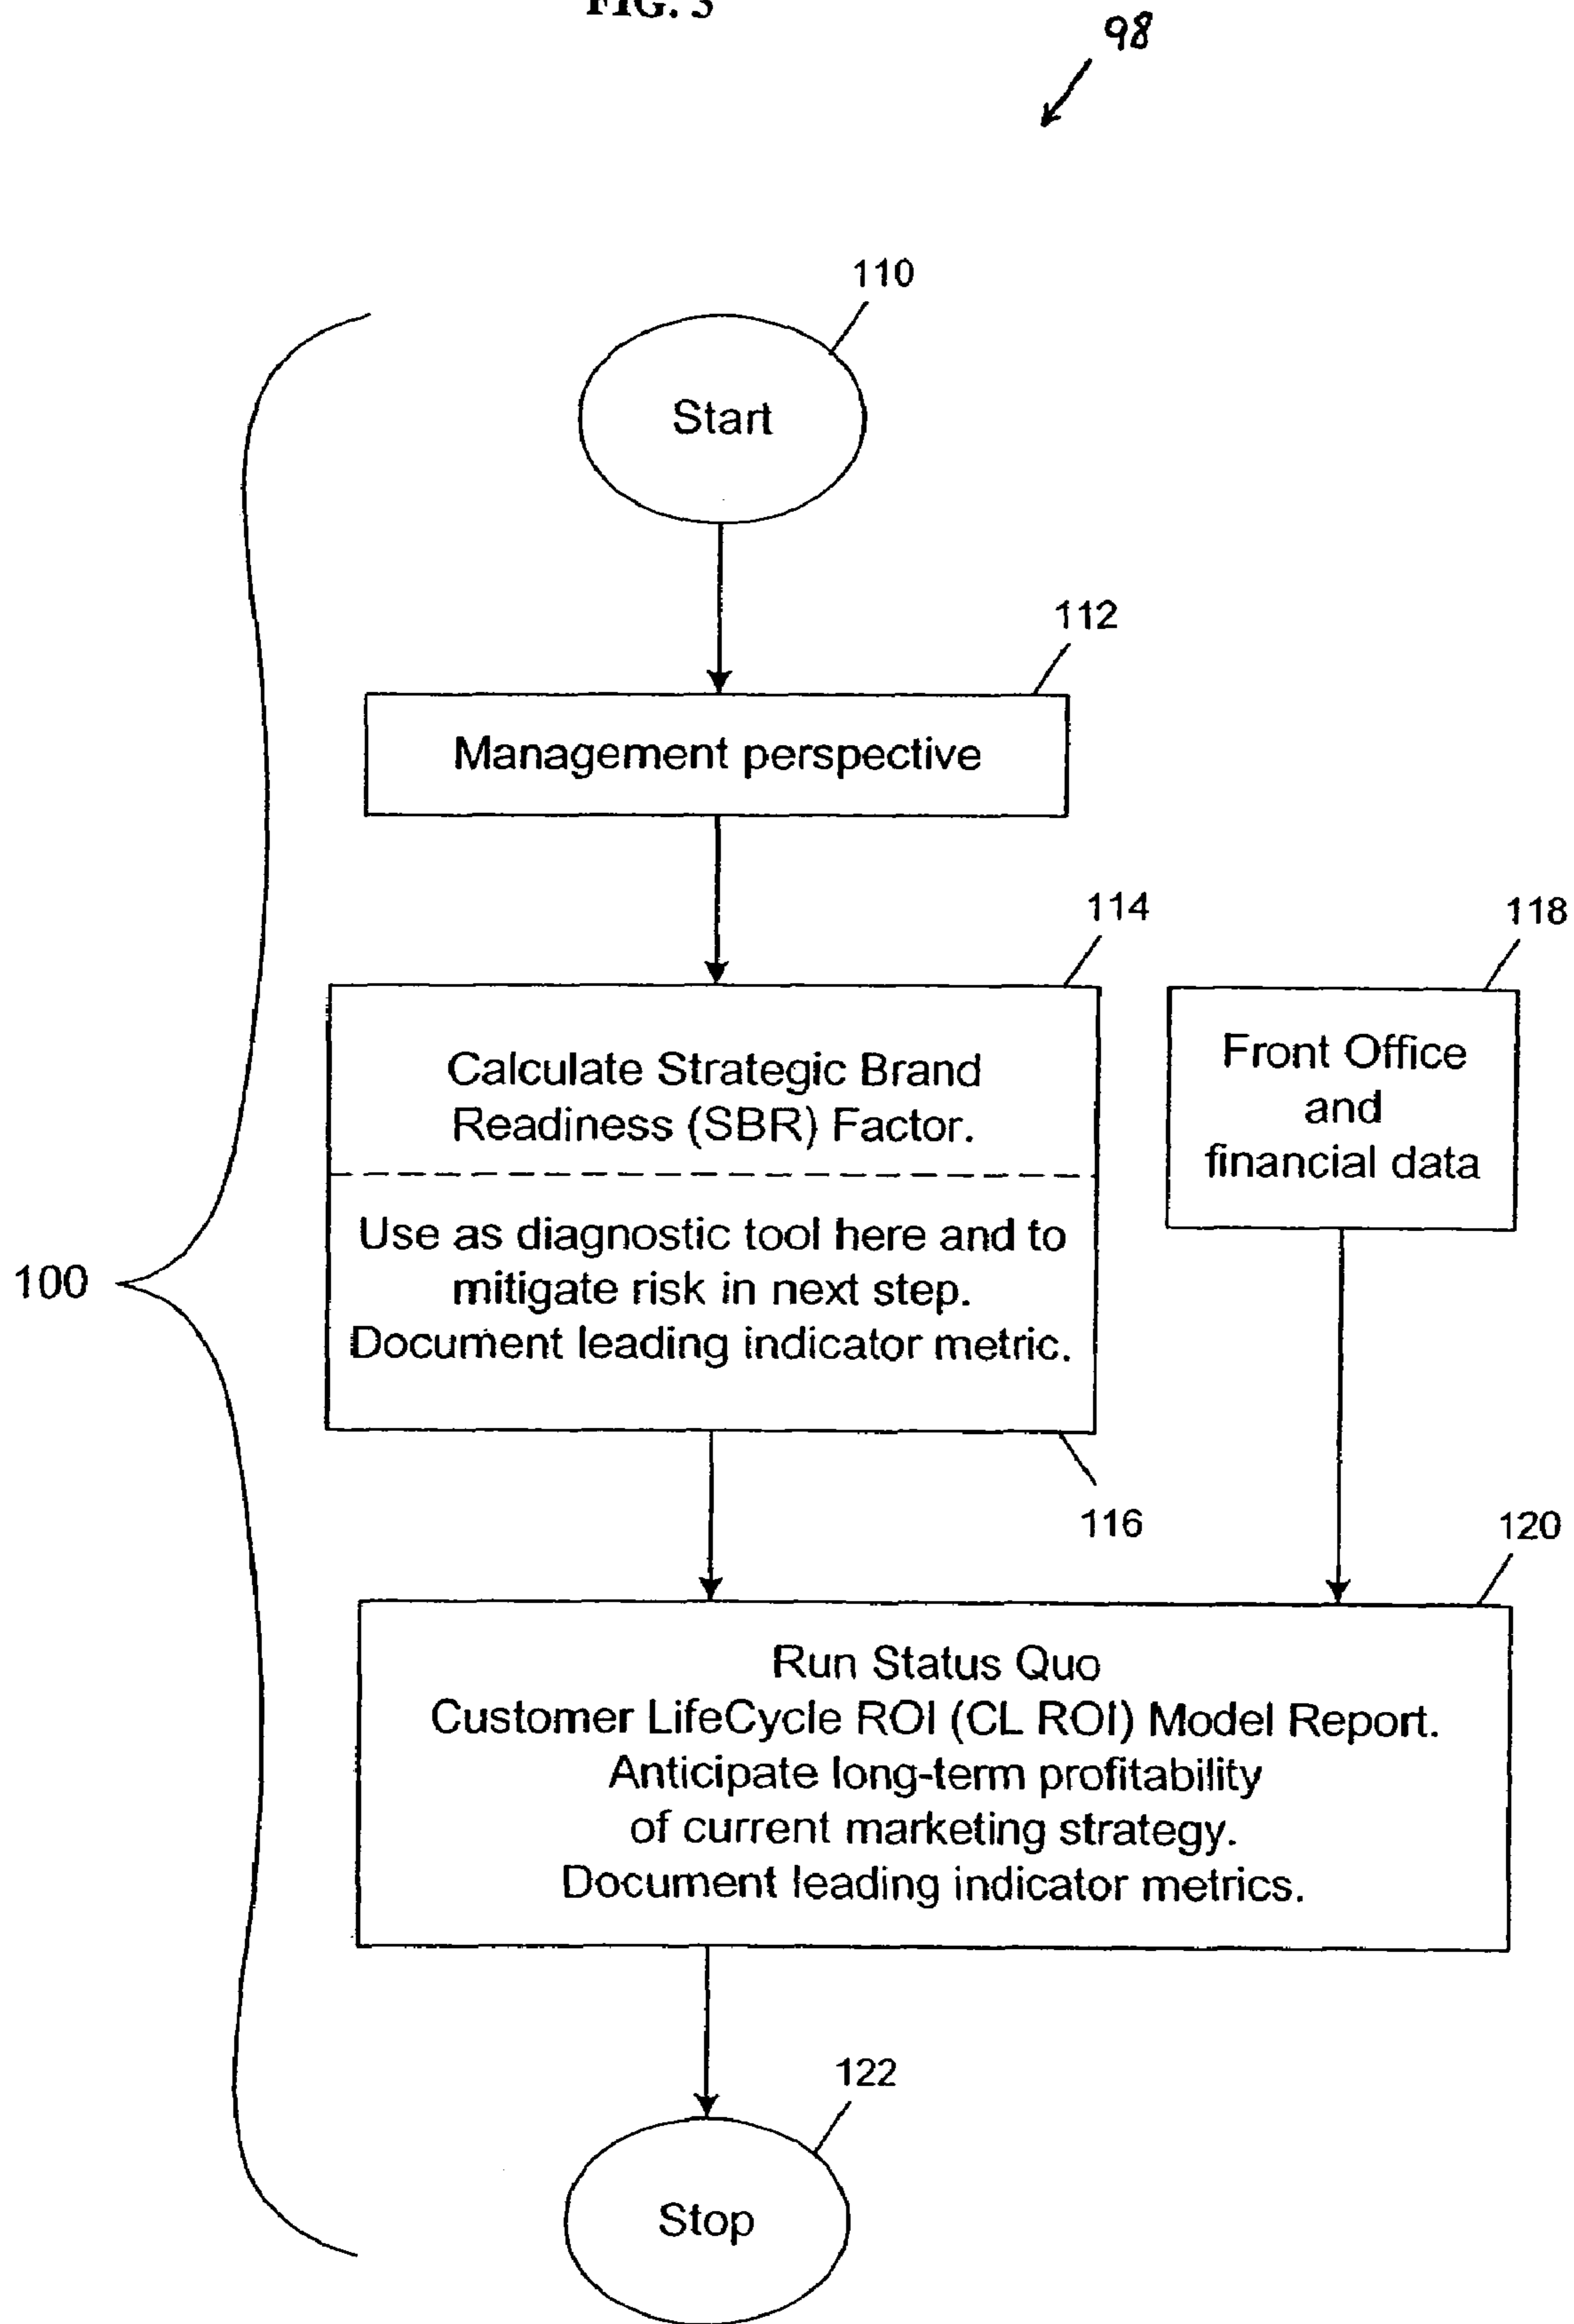 FIG. 3
98
110
Start
112
Management perspective
114
118
Calculate Strategic Brand
Readiness (SBR) Factor.
Front Office
and
financial data
Use as diagnostic tool here and to
mitigate risk in next step.
Document leading indicator metric.
100
116
120
Run Status Quo
Customer LifeCycle ROI (CL ROI) Model Report.
Anticipate long-term profitability
of current marketing strategy.
Document leading indicator metrics.
122
Stop